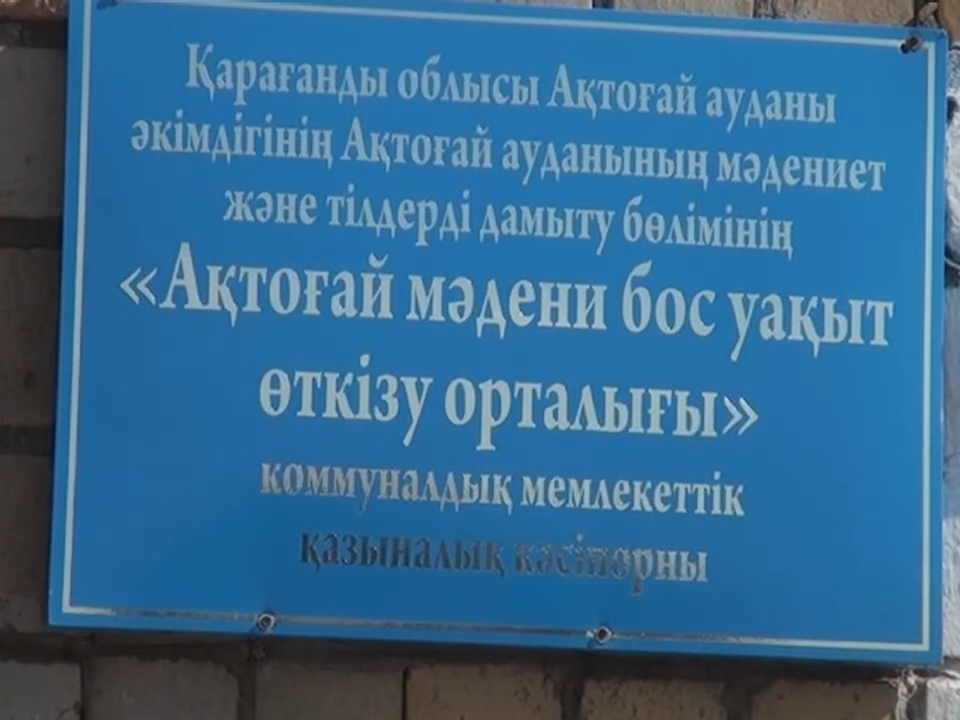 Қарағанды облысы Ақтоғай ауданы
әкімдігінің Ақтоғай ауданының мәдениет
және тілдерді дамыту бөлімінің
«Ақтоғай мәдени бос уақыт
өткізу орталығы»
коммуналдық мемлекеттік
қазыналық кәсіпорны